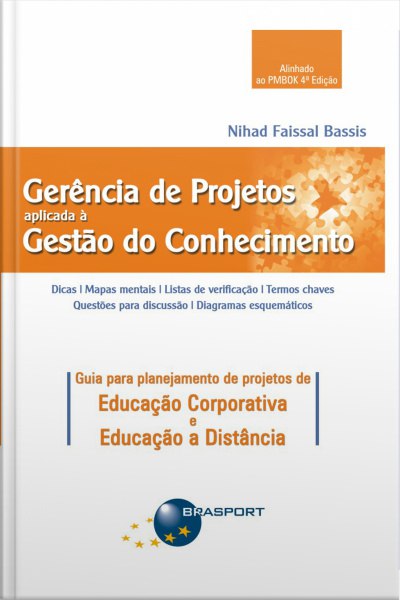 Alinhado
ao PMBOK 4ª Edição
Nihad Faissal Bassis
Gerência de Projetos
aplicada à
Gestão do Conhecimento
Dicas | Mapas mentais | Listas de verificação | Termos chaves
Questões para discussão | Diagramas esquemáticos
Guia para planejamento de projetos de
Educação Corporativa
e
Educação a Distância
BRASPORT